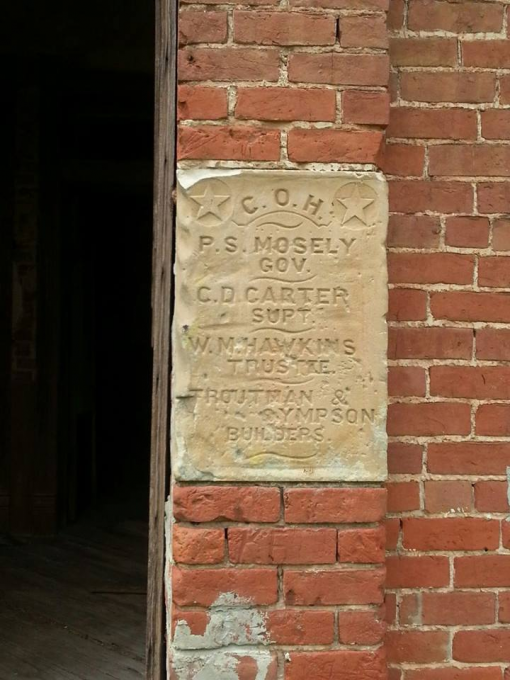 C. O. H.
P. S. MOSELY
GOV.
C. D. CARTER
SUPT.
W. M. HAWKINS
TRUSTEE.
TROUTMAN &
SYMPSON
BUILDERS.